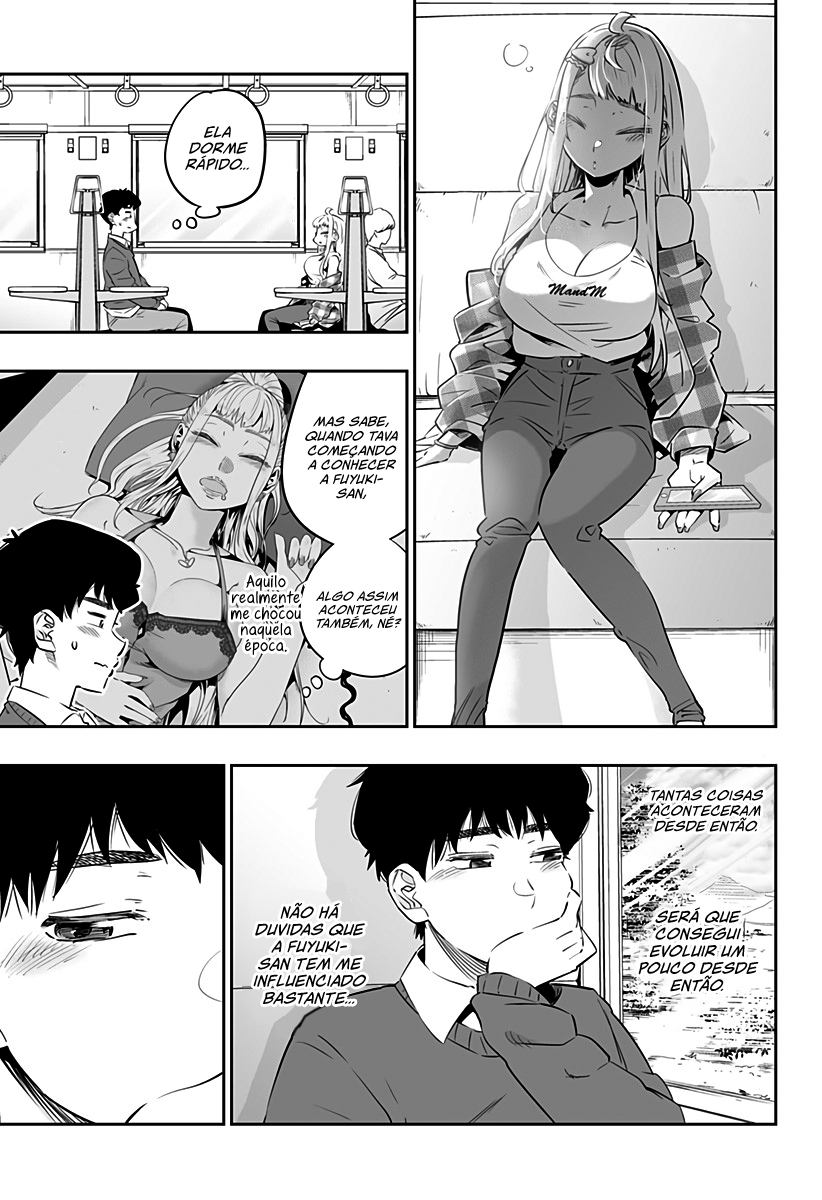 MandM
ELA
DORME
RÁPIDO...
MAS SABE,
QUANDO TAVA
COMEÇANDO
A CONHECER
A FUYUKI-
SAN,
ALGO ASSIM
ACONTECEU
TAMBÉM, NÉ?
Aquilo
realmente
me chocou
naquela
época.
TANTAS COISAS
ACONTECERAM
DESDE ENTÃO.
SERÁ QUE
CONSEGUI
EVOLUIR UM
POUCO DESDE
ENTÃO.
NÃO HÁ
DUVIDAS QUE
A FUYUKI-
SAN TEM ME
INFLUENCIADO
BASTANTE...